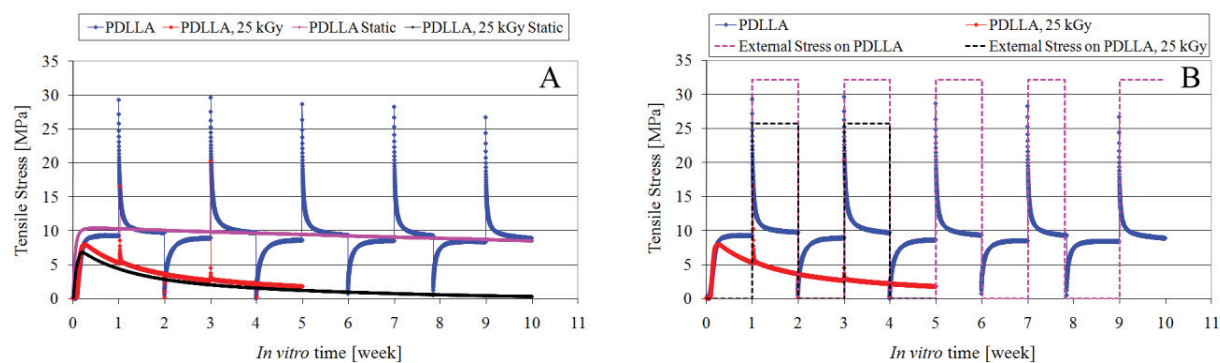 PDLLA PDLLA, 25 kGy PDLLA Static PDLLA, 25 kGy Static
A
35
30
25
20
15
10
5
0
Tensile Stress [MPa]
0 1 2 3 4 5 6 7 8 9 10 11
In vitro time [week]
PDLLA PDLLA, 25 kGy
External Stress on PDLLA External Stress on PDLLA, 25 kGy
B
35
30
25
20
15
10
5
0
Tensile Stress [MPa]
0 1 2 3 4 5 6 7 8 9 10 11
In vitro time [week]